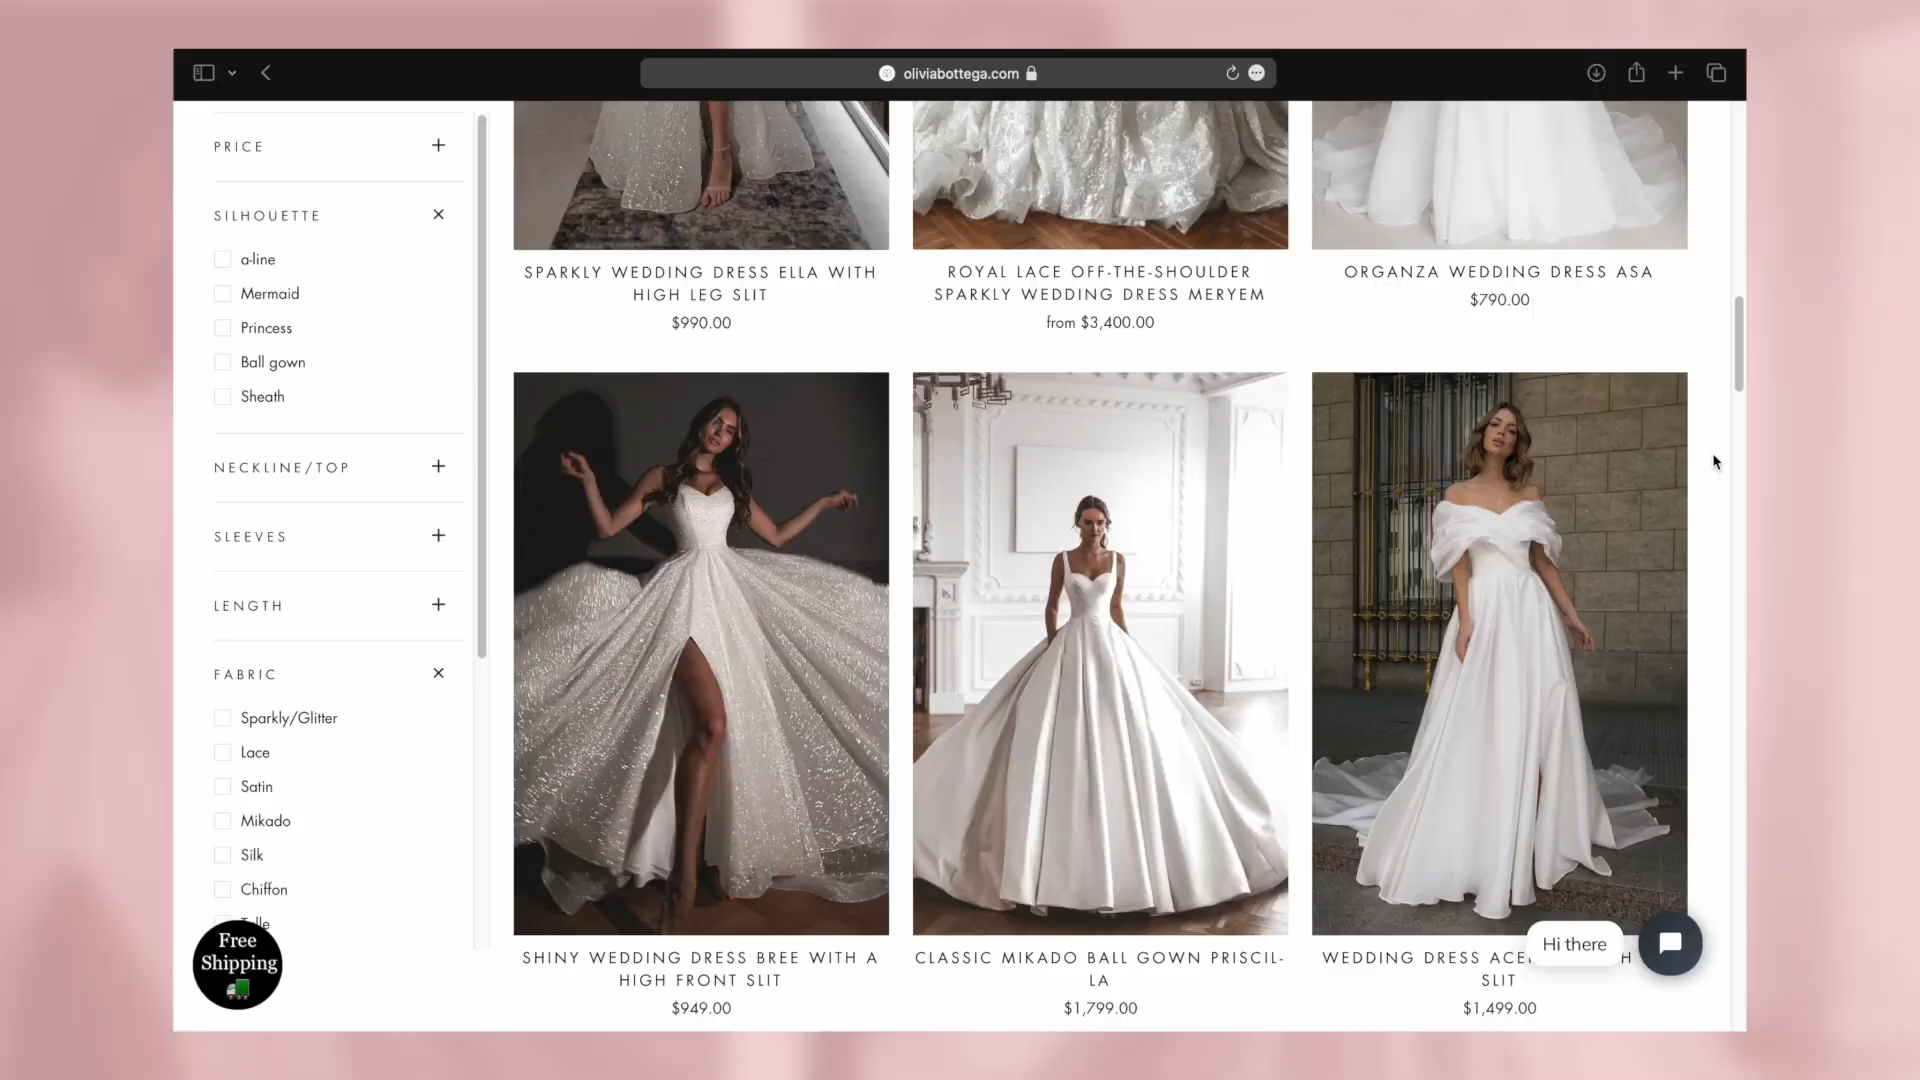 oliviabottega.com
PRICE
SILHOUETTE
a-line
Mermaid
Princess
Ball gown
Sheath
NECKLINE/TOP
SLEEVES
LENGTH
FABRIC
Sparkly/Glitter
Lace
Satin
Mikado
Silk
Chiffon
Free
Shipping
SPARKLY WEDDING DRESS ELLA WITH
HIGH LEG SLIT
$990.00
ROYAL LACE OFF-THE-SHOULDER
SPARKLY WEDDING DRESS MERYEM
from $3,400.00
ORGANZA WEDDING DRESS ASA
$790.00
SHINY WEDDING DRESS BREE WITH A
HIGH FRONT SLIT
$949.00
CLASSIC MIKADO BALL GOWN PRISCIL-
LA
$1,799.00
WEDDING DRESS
SLIT
$1,499.00
Hi there